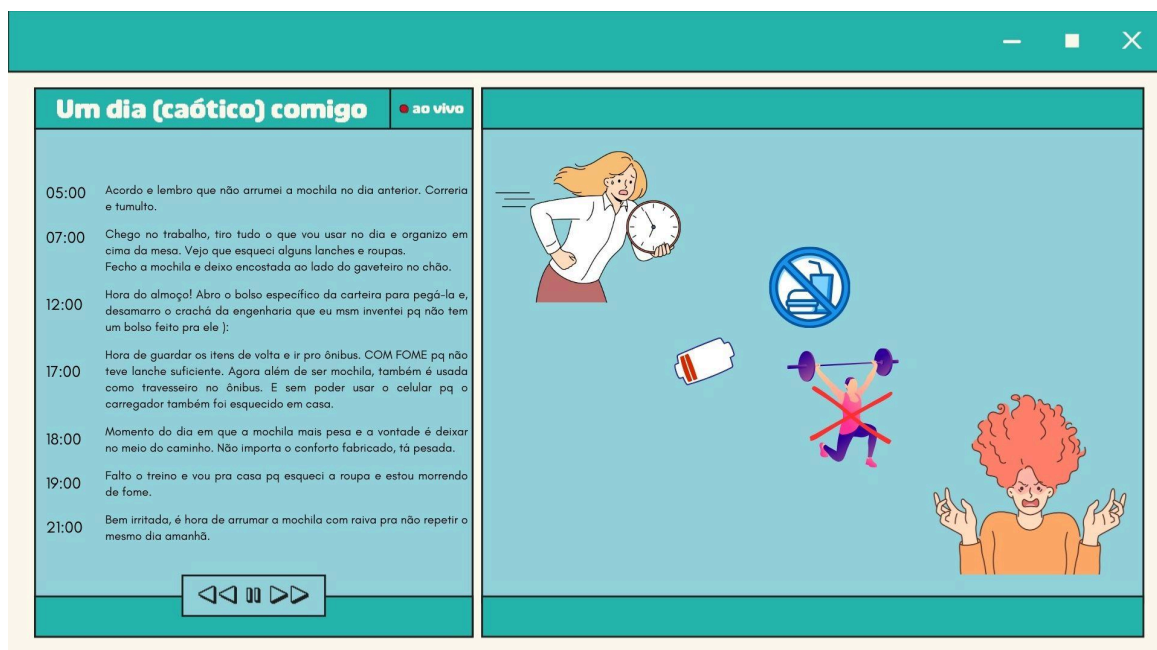 Um dia (caótico) comigo
ao vivo
05:00
Acordo e lembro que não arrumei a mochila no dia anterior. Correria
e tumulto.
07:00
Chego no trabalho, tiro tudo o que vou usar no dia e organizo em
cima da mesa. Vejo que esqueci alguns lanches e roupas.
Fecho a mochila e deixo encostada ao lado do gaveteiro no chão.
12:00
Hora do almoço! Abro o bolso específico da carteira para pegá-la e,
desamarro o crachá da engenharia que eu msm inventei pq não tem
um bolso feito pra ele ):
17:00
Hora de guardar os itens de volta e ir pro ônibus. COM FOME pq não
teve lanche suficiente. Agora além de ser mochila, também é usada
como travesseiro no ônibus. E sem poder usar o celular pq o
carregador também foi esquecido em casa.
18:00
Momento do dia em que a mochila mais pesa e a vontade é deixar
no meio do caminho. Não importa o conforto fabricado, tá pesada.
19:00
Falto o treino e vou pra casa pq esqueci a roupa e estou morrendo
de fome.
21:00
Bem irritada, é hora de arrumar a mochila com raiva pra não repetir o
mesmo dia amanhã.